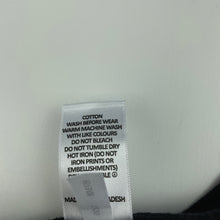 COTTON
WASH BEFORE WEAR
WARM MACHINE WASH
WITH LIKE COLOURS
DO NOT BLEACH
DO NOT TUMBLE DRY
HOT IRON (DO NOT
IRON PRINTS OR
EMBELLISHMENTS)